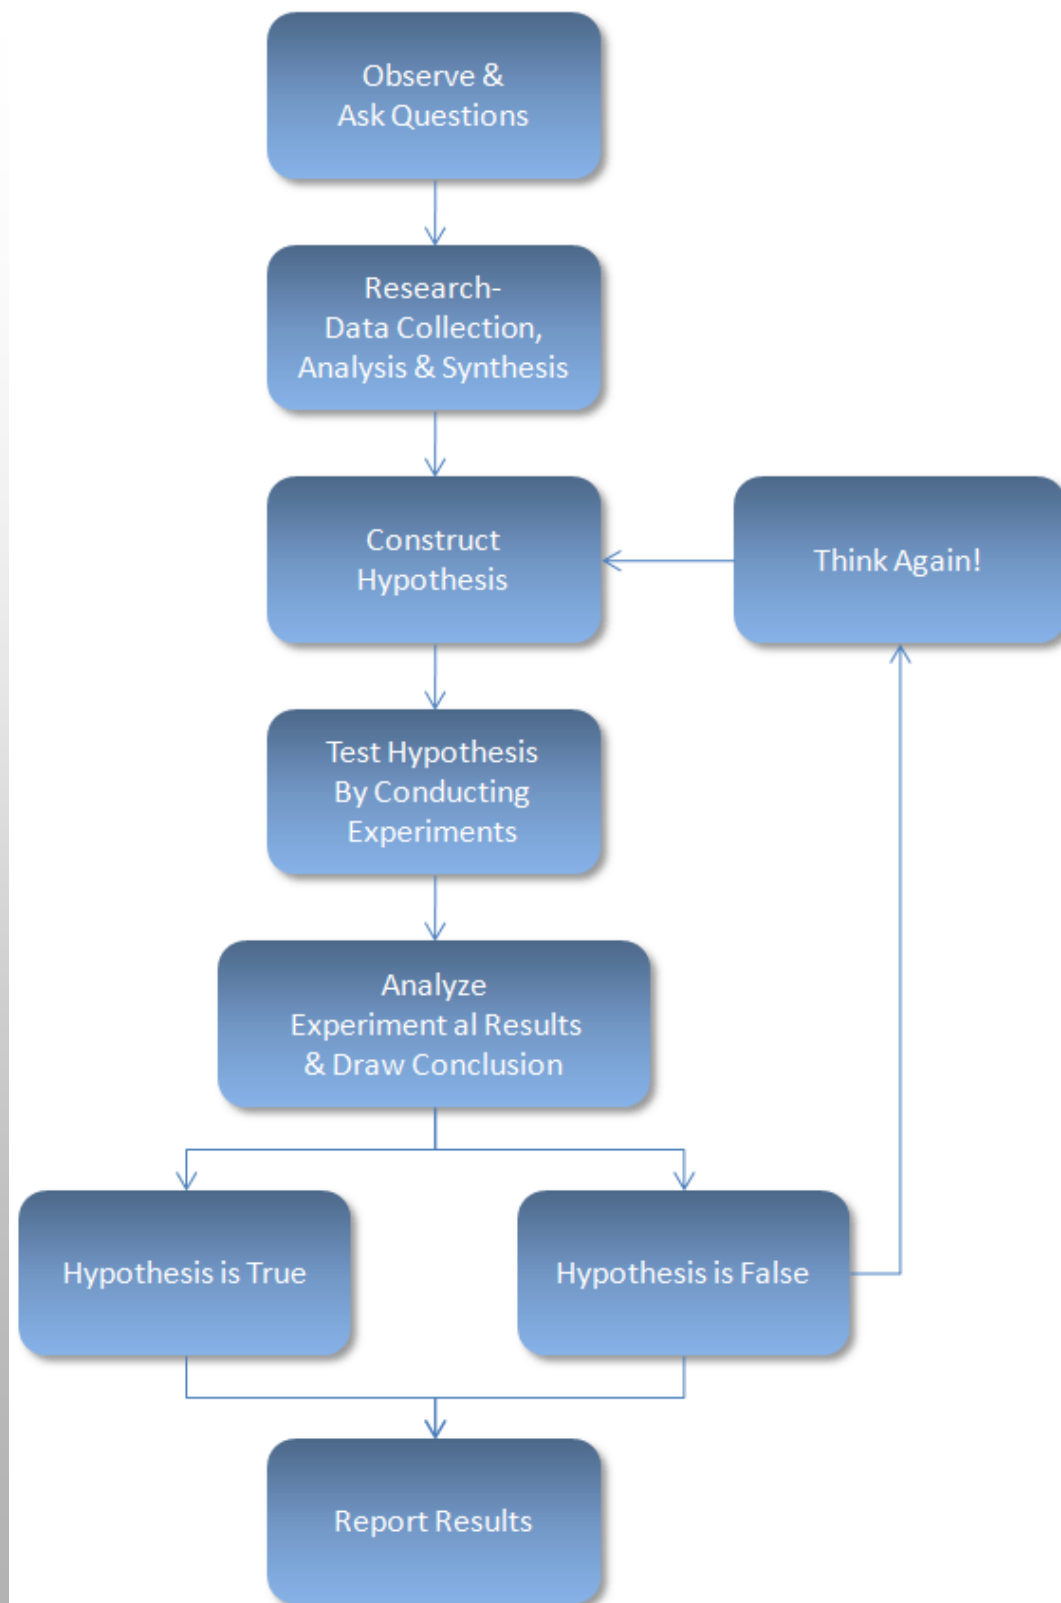 Observe &
Ask Questions
Research-
Data Collection,
Analysis & Synthesis
Construct
Hypothesis
Think Again!
Test Hypothesis
By Conducting
Experiments
Analyze
Experiment al Results
& Draw Conclusion
Hypothesis is True
Hypothesis is False
Report Results